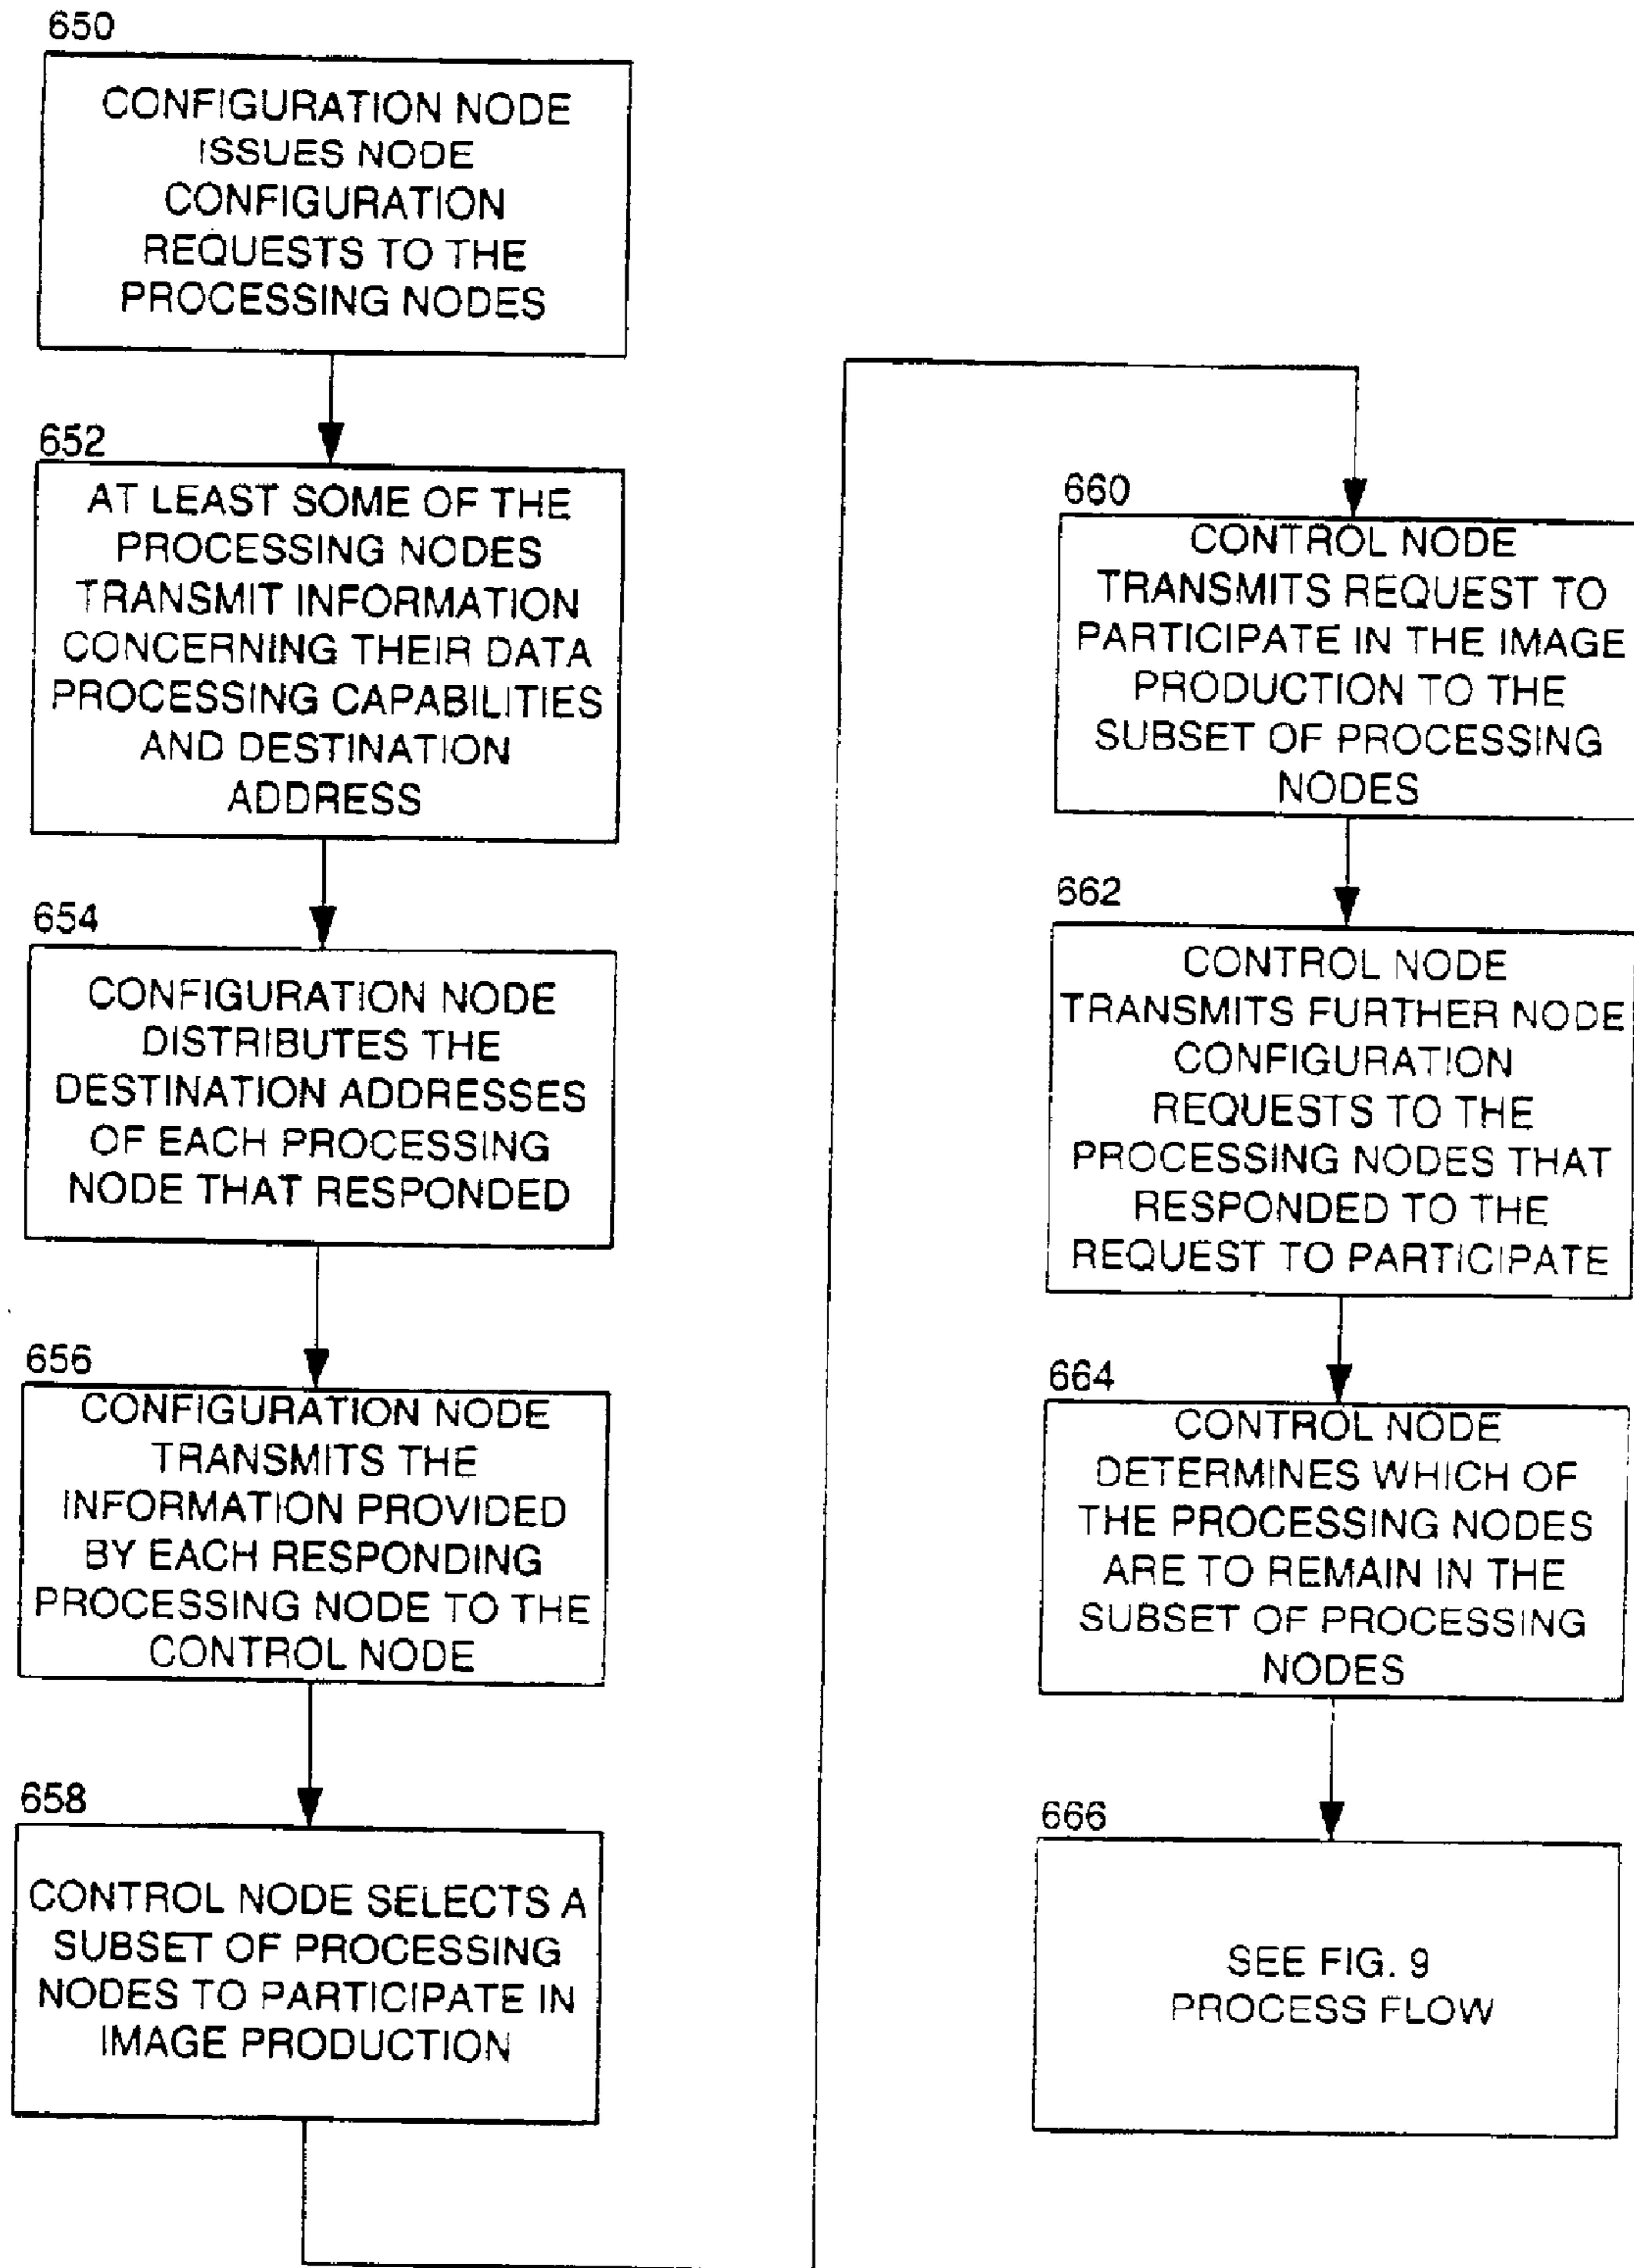 650
CONFIGURATION NODE
ISSUES NODE
CONFIGURATION
REQUESTS TO THE
PROCESSING NODES
652
AT LEAST SOME OF THE
PROCESSING NODES
TRANSMIT INFORMATION
CONCERNING THEIR DATA
PROCESSING CAPABILITIES
AND DESTINATION
ADDRESS
654
CONFIGURATION NODE
DISTRIBUTES THE
DESTINATION ADDRESSES
OF EACH PROCESSING
NODE THAT RESPONDED
656
CONFIGURATION NODE
TRANSMITS THE
INFORMATION PROVIDED
BY EACH RESPONDING
PROCESSING NODE TO THE
CONTROL NODE
658
CONTROL NODE SELECTS A
SUBSET OF PROCESSING
NODES TO PARTICIPATE IN
IMAGE PRODUCTION
660
CONTROL NODE
TRANSMITS REQUEST TO
PARTICIPATE IN THE IMAGE
PRODUCTION TO THE
SUBSET OF PROCESSING
NODES
662
CONTROL NODE
TRANSMITS FURTHER NODE
CONFIGURATION
REQUESTS TO THE
PROCESSING NODES THAT
RESPONDED TO THE
REQUEST TO PARTICIPATE
664
CONTROL NODE
DETERMINES WHICH OF
THE PROCESSING NODES
ARE TO REMAIN IN THE
SUBSET OF PROCESSING
NODES
666
SEE FIG. 9
PROCESS FLOW